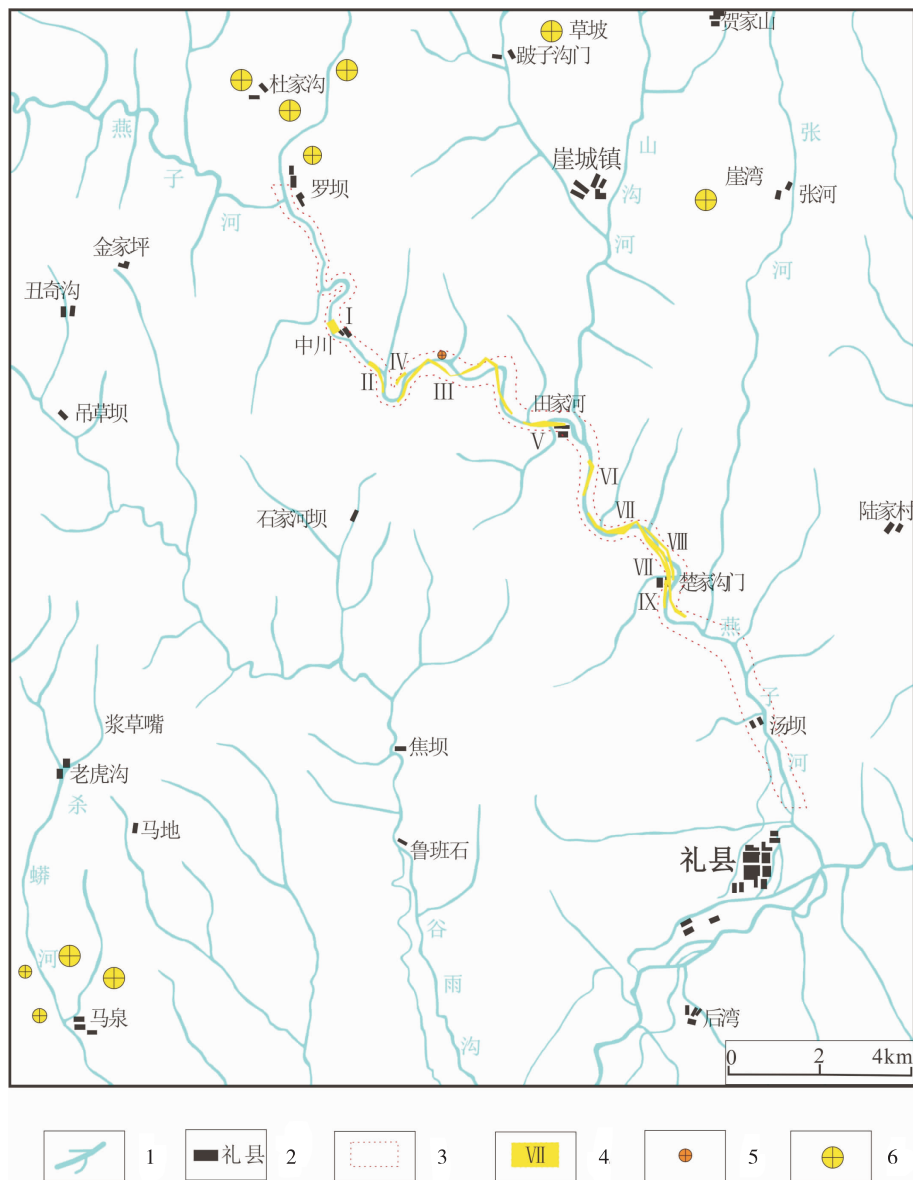 草坡
贺家山
跛子沟门
杜家沟
燕
子
河
山
沟
河
张
河
崖城镇
崖湾
张河
罗坝
金家坪
丑奇沟
I
中川
IV
II
III
吊草坝
田家河
V
VI
石家河坝
VII
陆家村
VIII
VII
楚家沟门
IX
燕
子
河
浆草嘴
汤坝
焦坝
老虎沟
杀
蟒
河
马地
鲁班石
礼县
谷
雨
沟
马泉
后湾
0 2 4km
1
礼县 2
3
VII 4
5
6